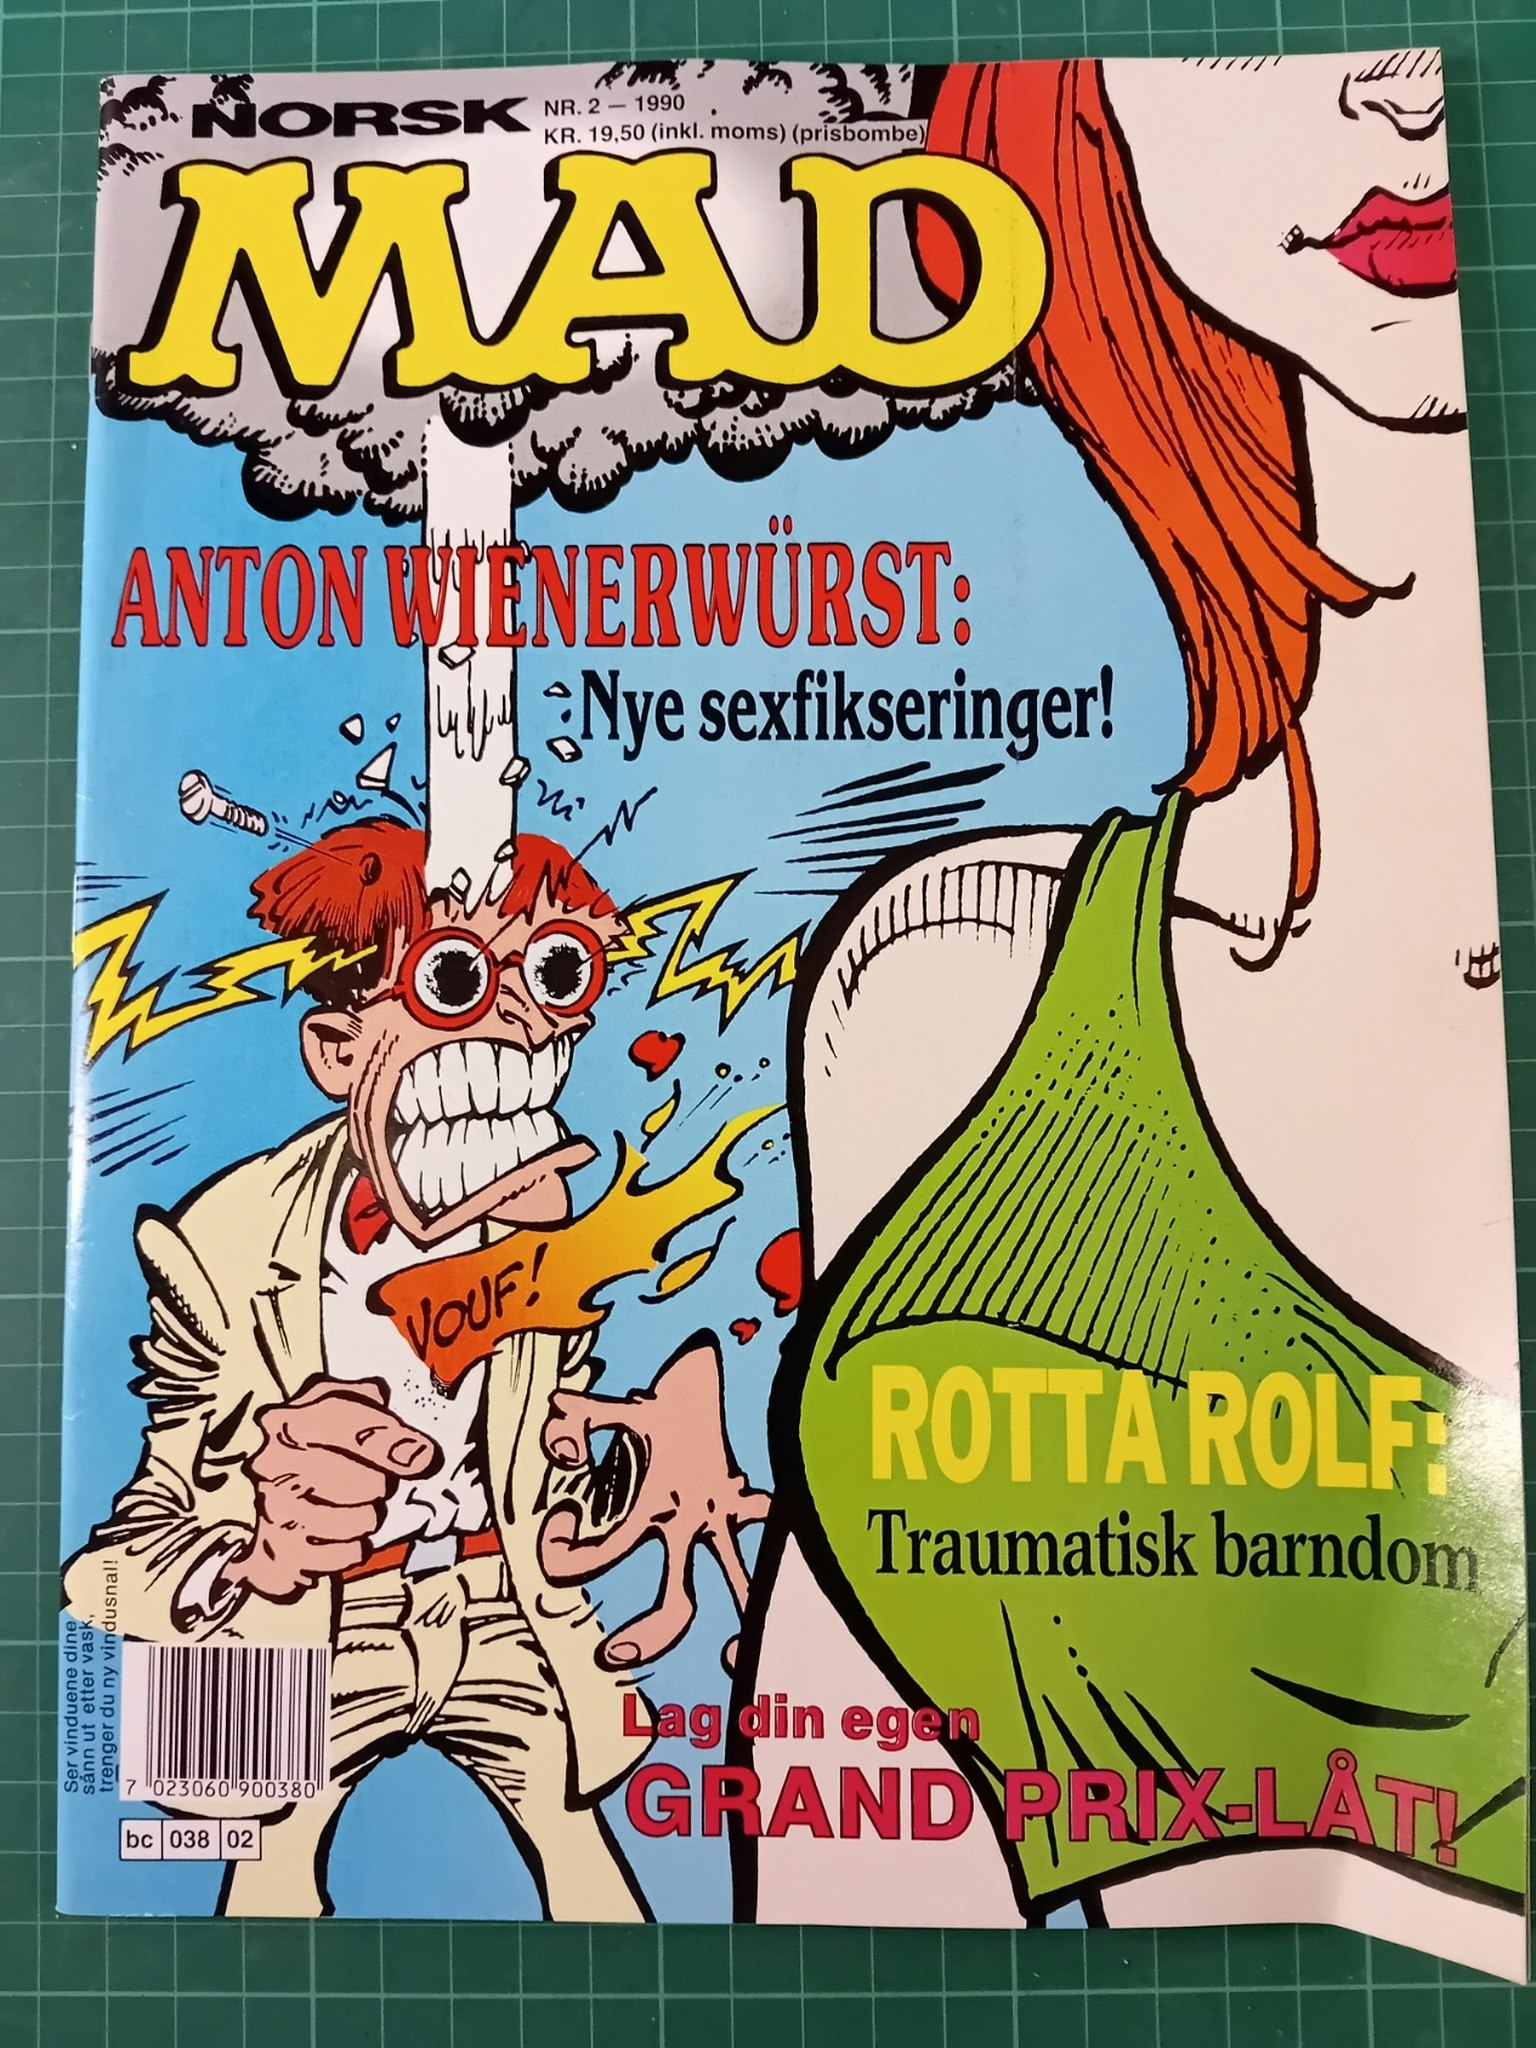 NORSK
NR. 2 – 1990
KR. 19,50 (inkl. moms) (prisbombe)
MAD
ANTON WIENERWÜRST:
Nye sexfikseringer!
VOUF!
ROTTA ROLF:
Traumatisk barndom
Lag din egen
GRAND PRIX-LÅT!
Ser vinduene dine
sånn ut etter vask,
trenger du ny vindusnal!
7 023060 900380
bc 038 02